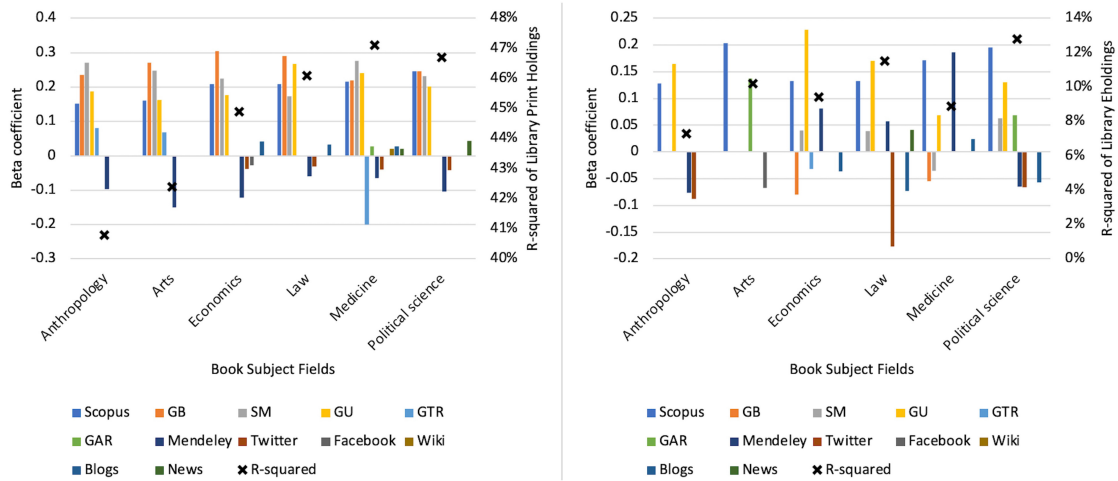 0.4
0.3
0.2
0.1
0
-0.1
-0.2
-0.3
Beta coefficient
48%
47%
46%
45%
44%
43%
42%
41%
40%
R-squared of Library Print Holdings
Anthropology
Arts
Economics
Law
Medicine
Political science
Book Subject Fields
Scopus GB SM GU GTR
GAR Mendeley Twitter Facebook Wiki
Blogs News R-squared
0.25
0.2
0.15
0.1
0.05
0
-0.05
-0.1
-0.15
-0.2
Beta coefficient
14%
12%
10%
8%
6%
4%
2%
0%
R-squared of Library Eholdings
Anthropology
Arts
Economics
Law
Medicine
Political science
Book Subject Fields
Scopus GB SM GU GTR
GAR Mendeley Twitter Facebook Wiki
Blogs News R-squared